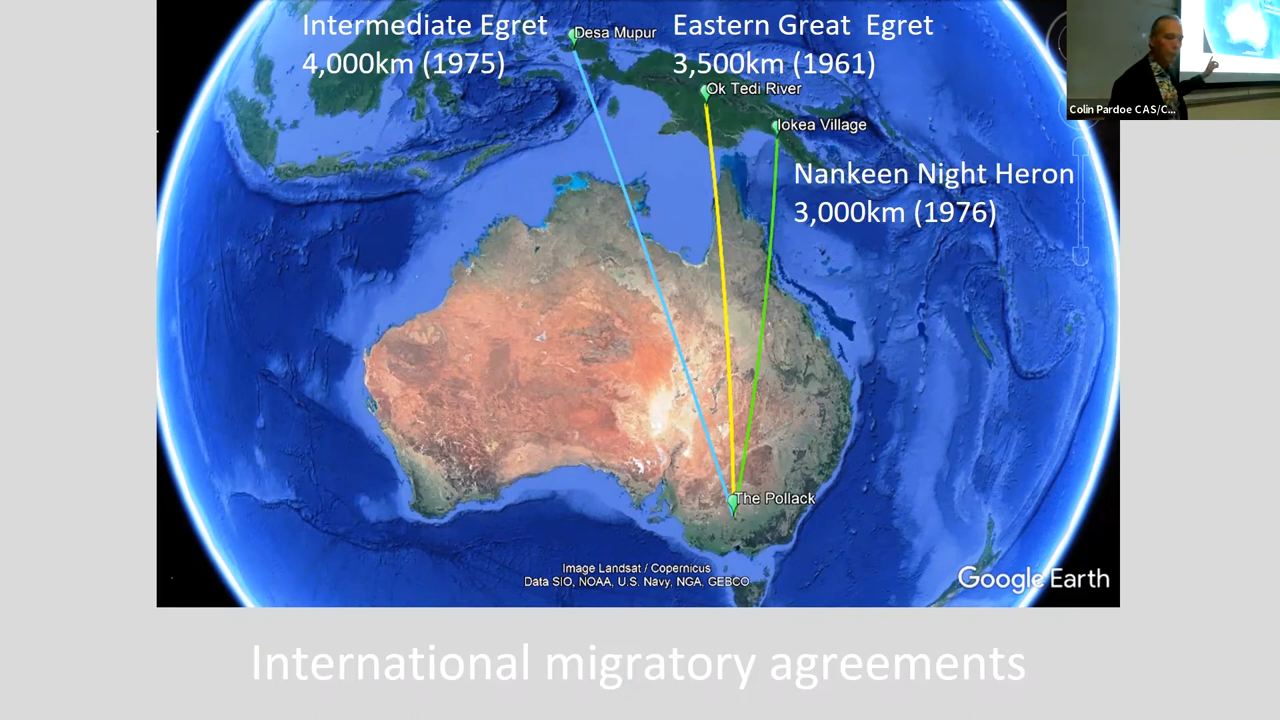 Intermediate Egret
4,000km (1975)
Desa Mupur
Eastern Great  Egret
3,500km (1961)
Ok Tedi River
Iokea Village
Colin Pardoe CAS/C...
Nankeen Night Heron
3,000km (1976)
The Pollack
Image Landsat / Copernicus
Data SIO, NOAA, U.S. Navy, NGA, GEBCO
Google Earth
International migratory agreements